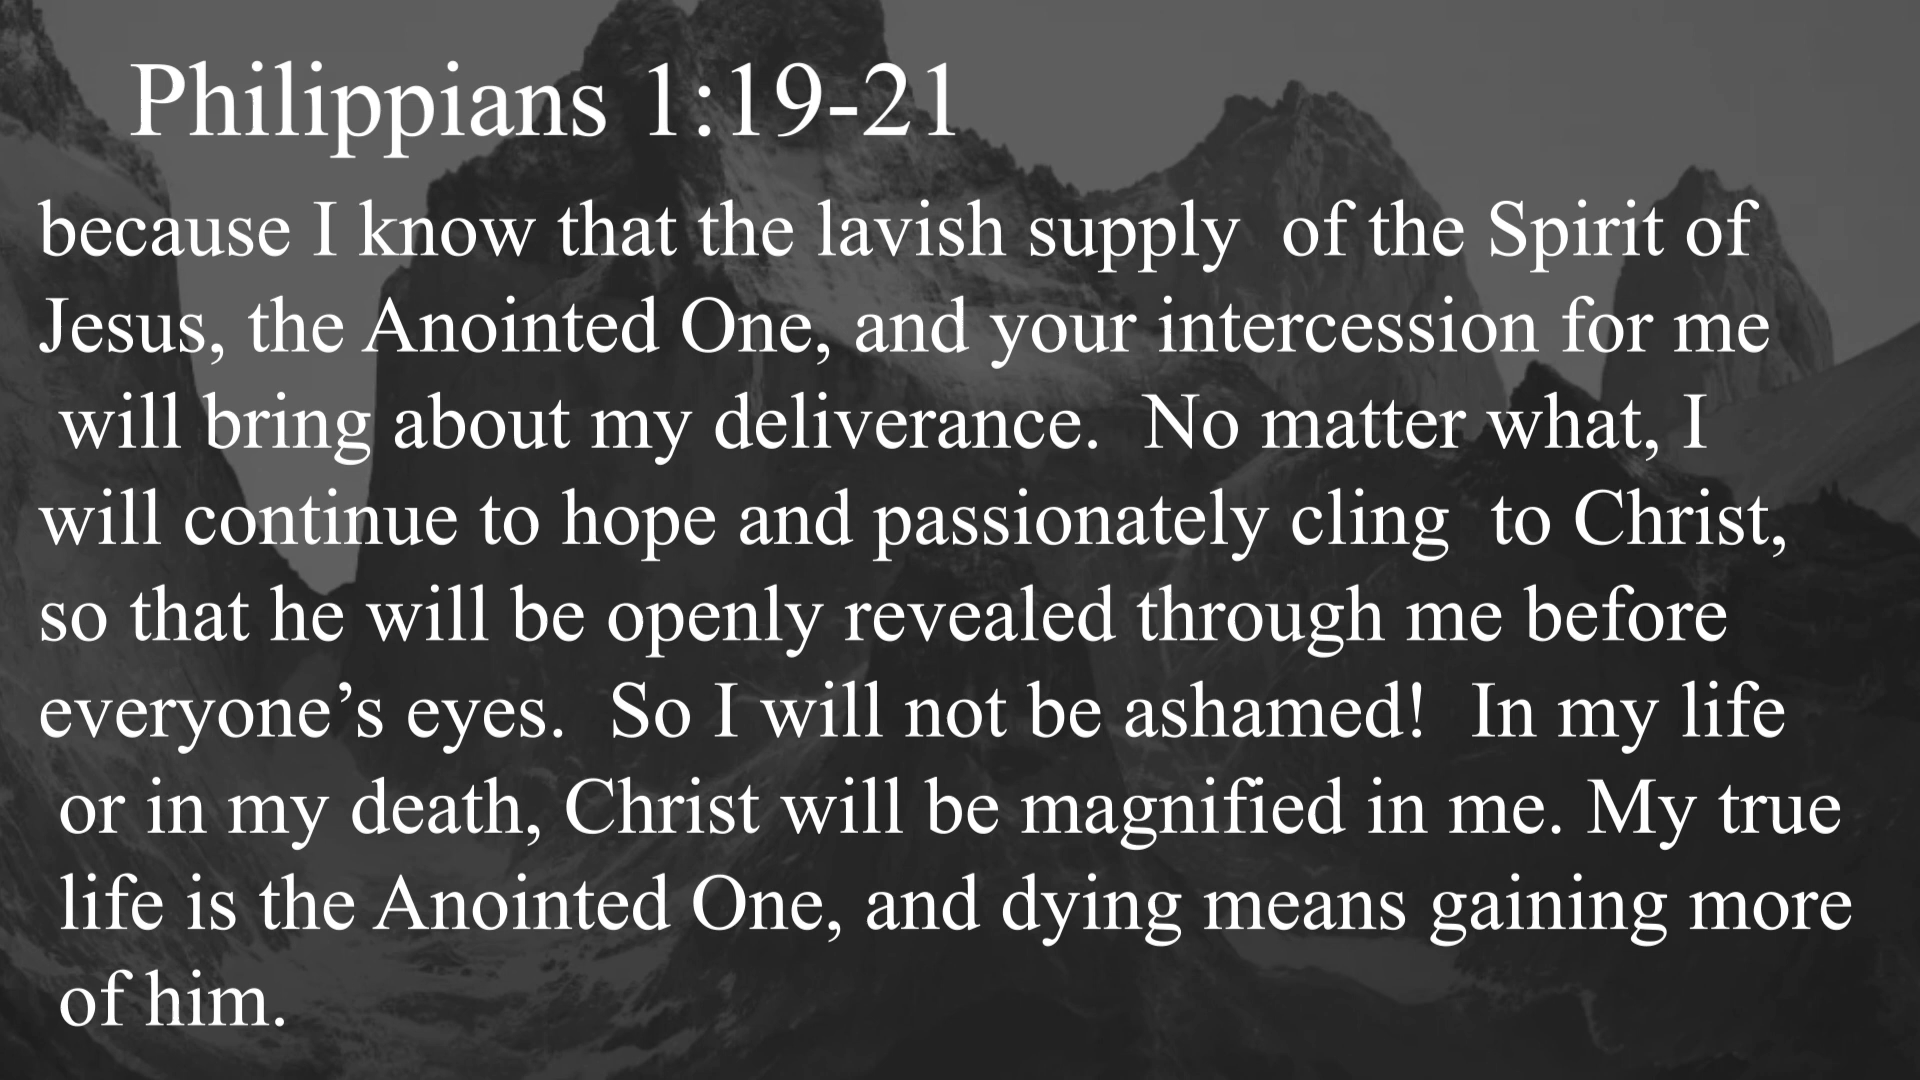 Philippians 1:19-21
because I know that the lavish supply  of the Spirit of
Jesus, the Anointed One, and your intercession for me
will bring about my deliverance.  No matter what, I
will continue to hope and passionately cling  to Christ,
so that he will be openly revealed through me before
everyone’s eyes.  So I will not be ashamed!  In my life
or in my death, Christ will be magnified in me. My true
life is the Anointed One, and dying means gaining more
of him.